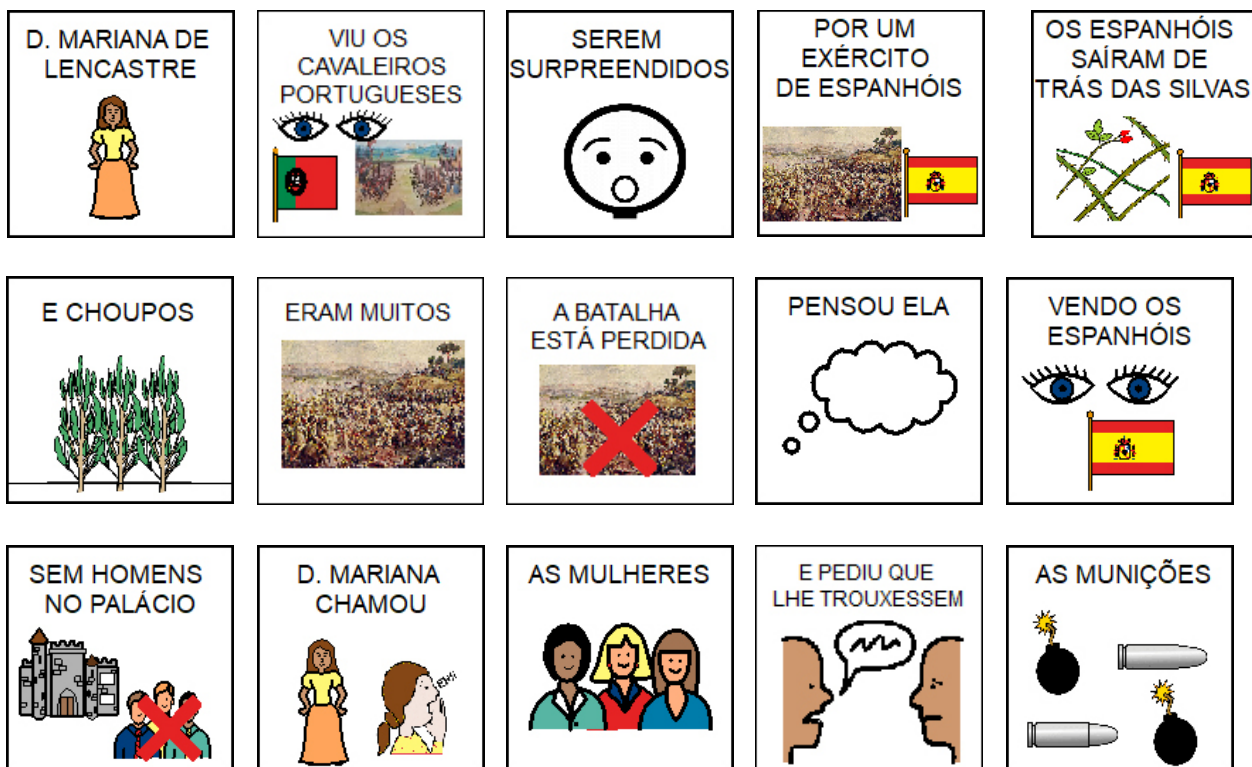 D. MARIANA DE
LENCASTRE
VIU OS
CAVALEIROS
PORTUGUESES
SEREM
SURPREENDIDOS
POR UM
EXÉRCITO
DE ESPANHÓIS
OS ESPANHÓIS
SAÍRAM DE
TRÁS DAS SILVAS
E CHOUPOS
ERAM MUITOS
A BATALHA
ESTÁ PERDIDA
PENSOU ELA
VENDO OS
ESPANHÓIS
SEM HOMENS
NO PALÁCIO
D. MARIANA
CHAMOU
AS MULHERES
E PEDIU QUE
LHE TROUXESSEM
AS MUNIÇÕES